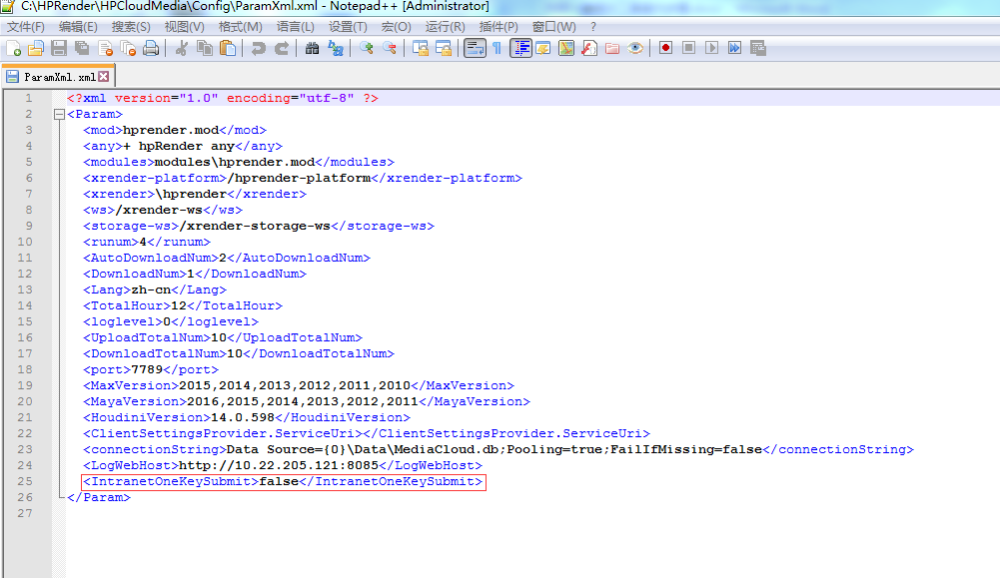 C:\HPRender\HPCloudMedia\Config\ParamXml.xml - Notepad++ [Administrator]
文件(F) 编辑(E) 搜索(S) 视图(V) 格式(M) 语言(L) 设置(T) 宏(O) 运行(R) 插件(P) 窗口(W) ?
ParamXml.xml
1 <?xml version="1.0" encoding="utf-8" ?>
2 <Param>
3 <mod>hprender.mod</mod>
4 <any>+ hpRender any</any>
5 <modules>modules\hprender.mod</modules>
6 <xrender-platform>/hprender-platform</xrender-platform>
7 <xrender>\hprender</xrender>
8 <ws>/xrender-ws</ws>
9 <storage-ws>/xrender-storage-ws</storage-ws>
10 <runum>4</runum>
11 <AutoDownloadNum>2</AutoDownloadNum>
12 <DownloadNum>1</DownloadNum>
13 <Lang>zh-cn</Lang>
14 <TotalHour>12</TotalHour>
15 <loglevel>0</loglevel>
16 <UploadTotalNum>10</UploadTotalNum>
17 <DownloadTotalNum>10</DownloadTotalNum>
18 <port>7789</port>
19 <MaxVersion>2015,2014,2013,2012,2011,2010</MaxVersion>
20 <MayaVersion>2016,2015,2014,2013,2012,2011</MayaVersion>
21 <HoudiniVersion>14.0.598</HoudiniVersion>
22 <ClientSettingsProvider.ServiceUri></ClientSettingsProvider.ServiceUri>
23 <connectionString>Data Source={0}\Data\MediaCloud.db;Pooling=true;FailIfMissing=false</connectionString>
24 <LogWebHost>http://10.22.205.121:8085</LogWebHost>
25 <IntranetOneKeySubmit>false</IntranetOneKeySubmit>
26 </Param>
27